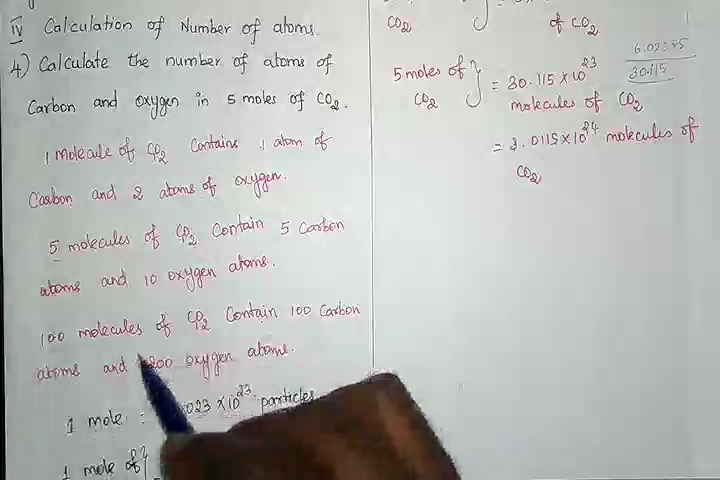 iv Calculation of Number of atoms.
4) Calculate the number of atoms of
Carbon and oxygen in 5 moles of CO2.
1 molecule of CO2 Contains 1 atom of
Carbon and 2 atoms of oxygen.
5 molecules of CO2 Contain 5 Carbon
atoms and 10 oxygen atoms.
100 molecules of CO2 Contain 100 Carbon
atoms and 200 oxygen atoms.
1 mole : 023 × 10^23 particles
1 mole of }
CO2 } of CO2
6.023×5
30.115
5 moles of } = 30.115 × 10^23
CO2 molecules of CO2
= 3.0115 × 10^24 molecules of
CO2